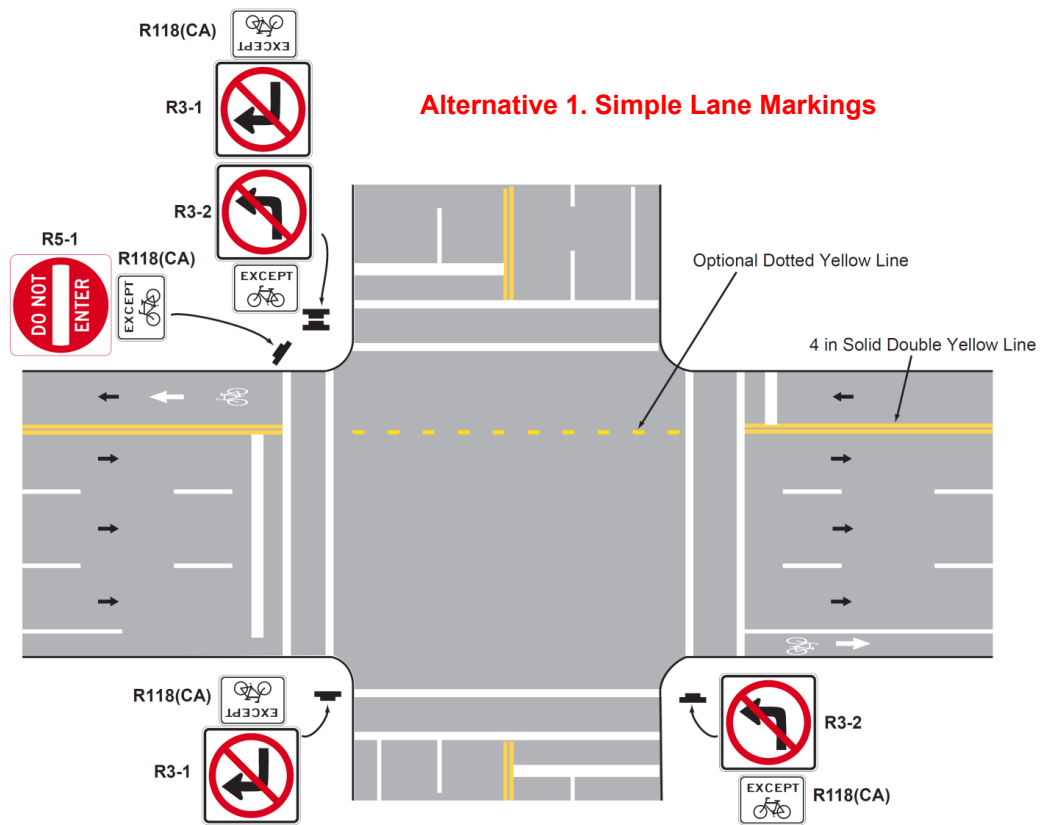 R118(CA)
EXCEPT
Alternative 1. Simple Lane Markings
R3-1
R3-2
R5-1
R118(CA)
DO NOT
ENTER
EXCEPT
EXCEPT
Optional Dotted Yellow Line
4 in Solid Double Yellow Line
R118(CA)
EXCEPT
R3-1
R3-2
EXCEPT
R118(CA)